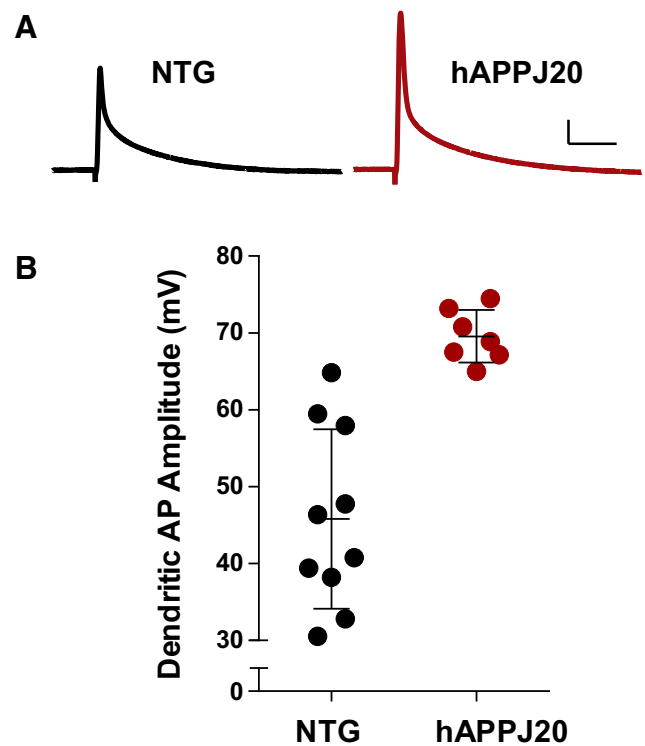 A
NTG
hAPPJ20
B
Dendritic AP Amplitude (mV)
80
70
60
50
40
30
0
NTG
hAPPJ20